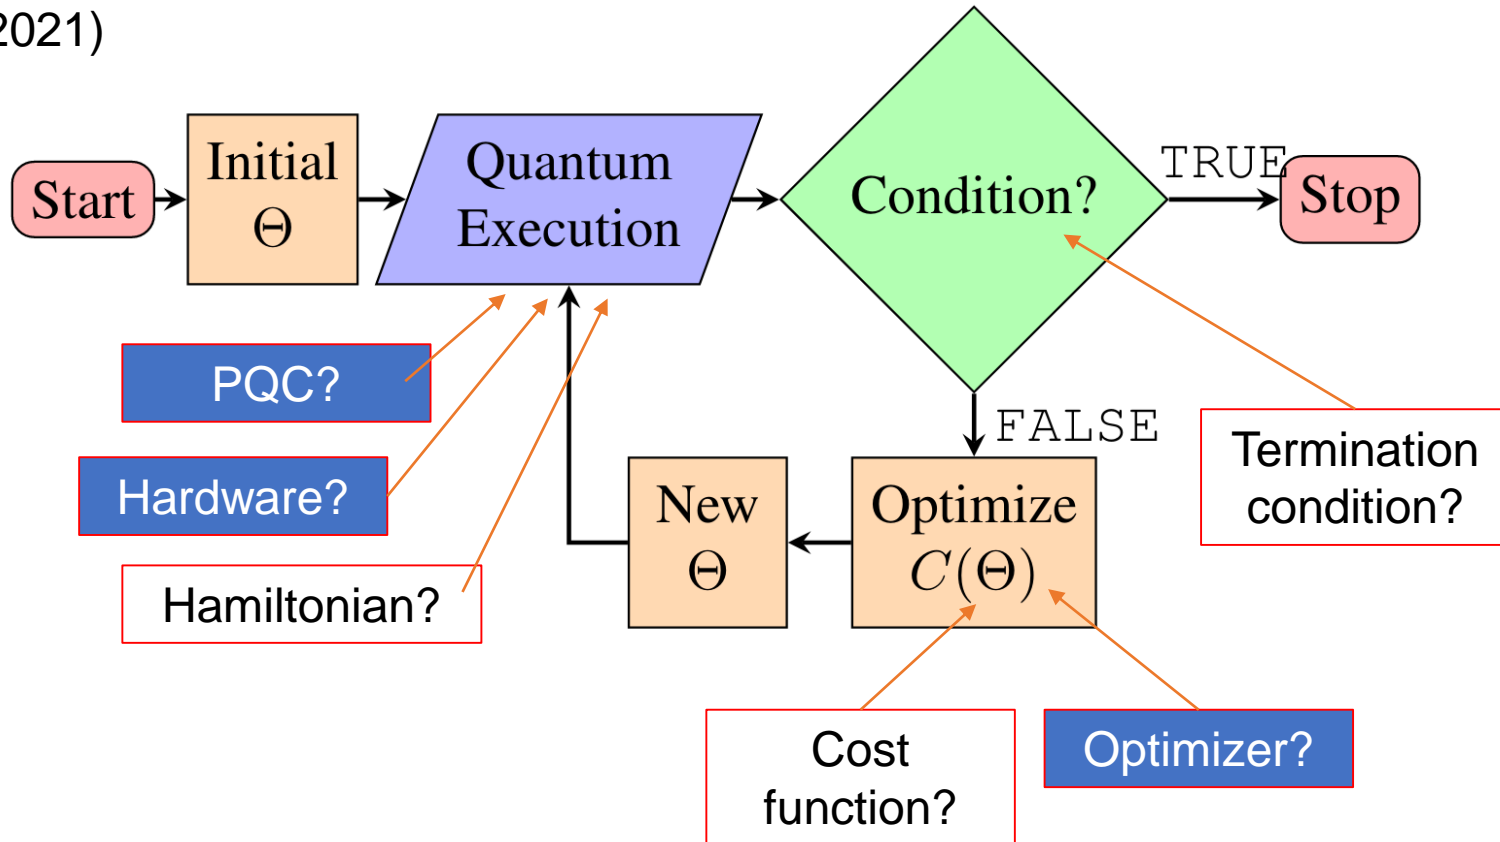 2021)
Start
Initial
Θ
Quantum
Execution
Condition?
TRUE
Stop
PQC?
Hardware?
Hamiltonian?
FALSE
New
Θ
Optimize
C(Θ)
Termination
condition?
Cost
function?
Optimizer?